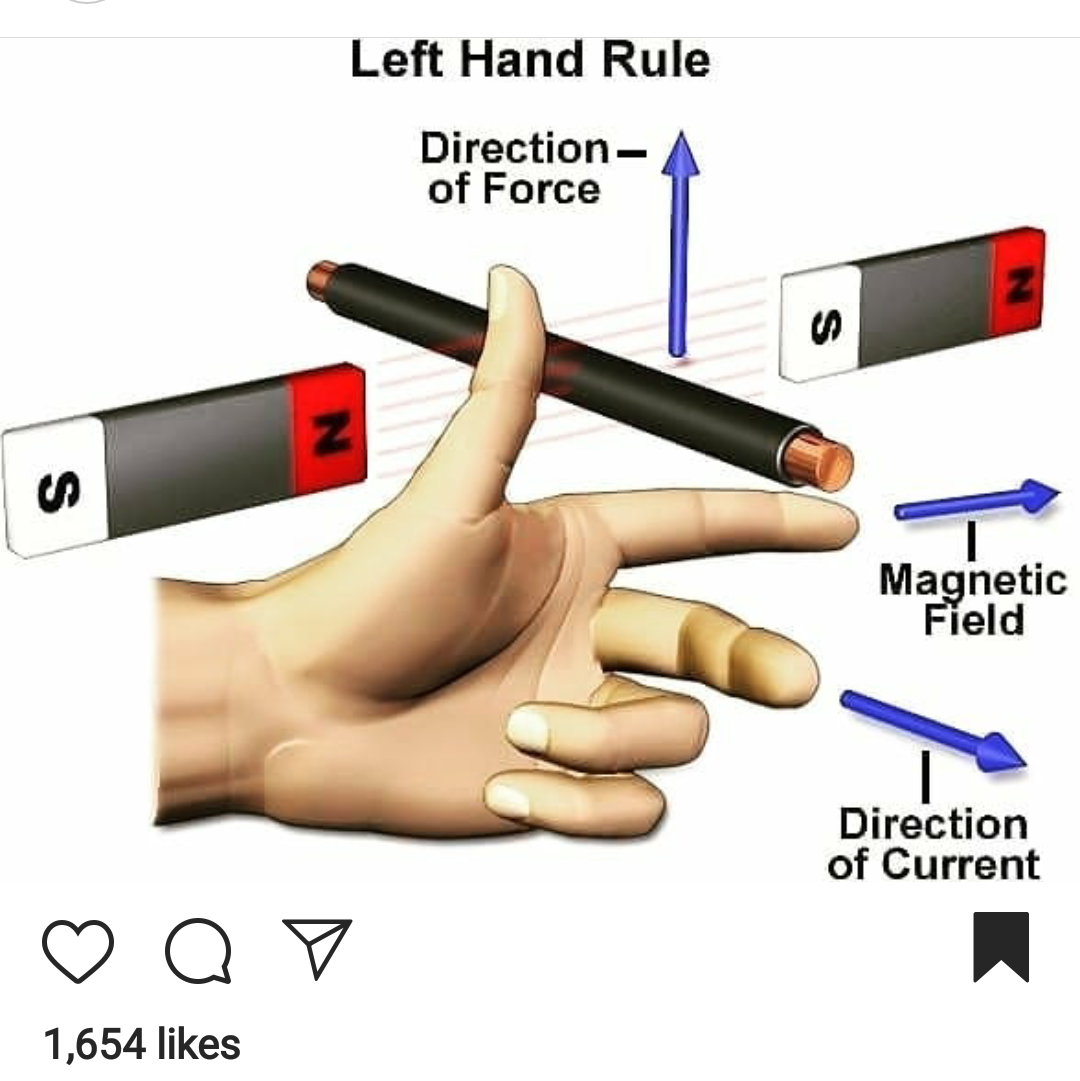 Left Hand Rule
Direction
of Force
S
N
N
S
Magnetic
Field
Direction
of Current
1,654 likes